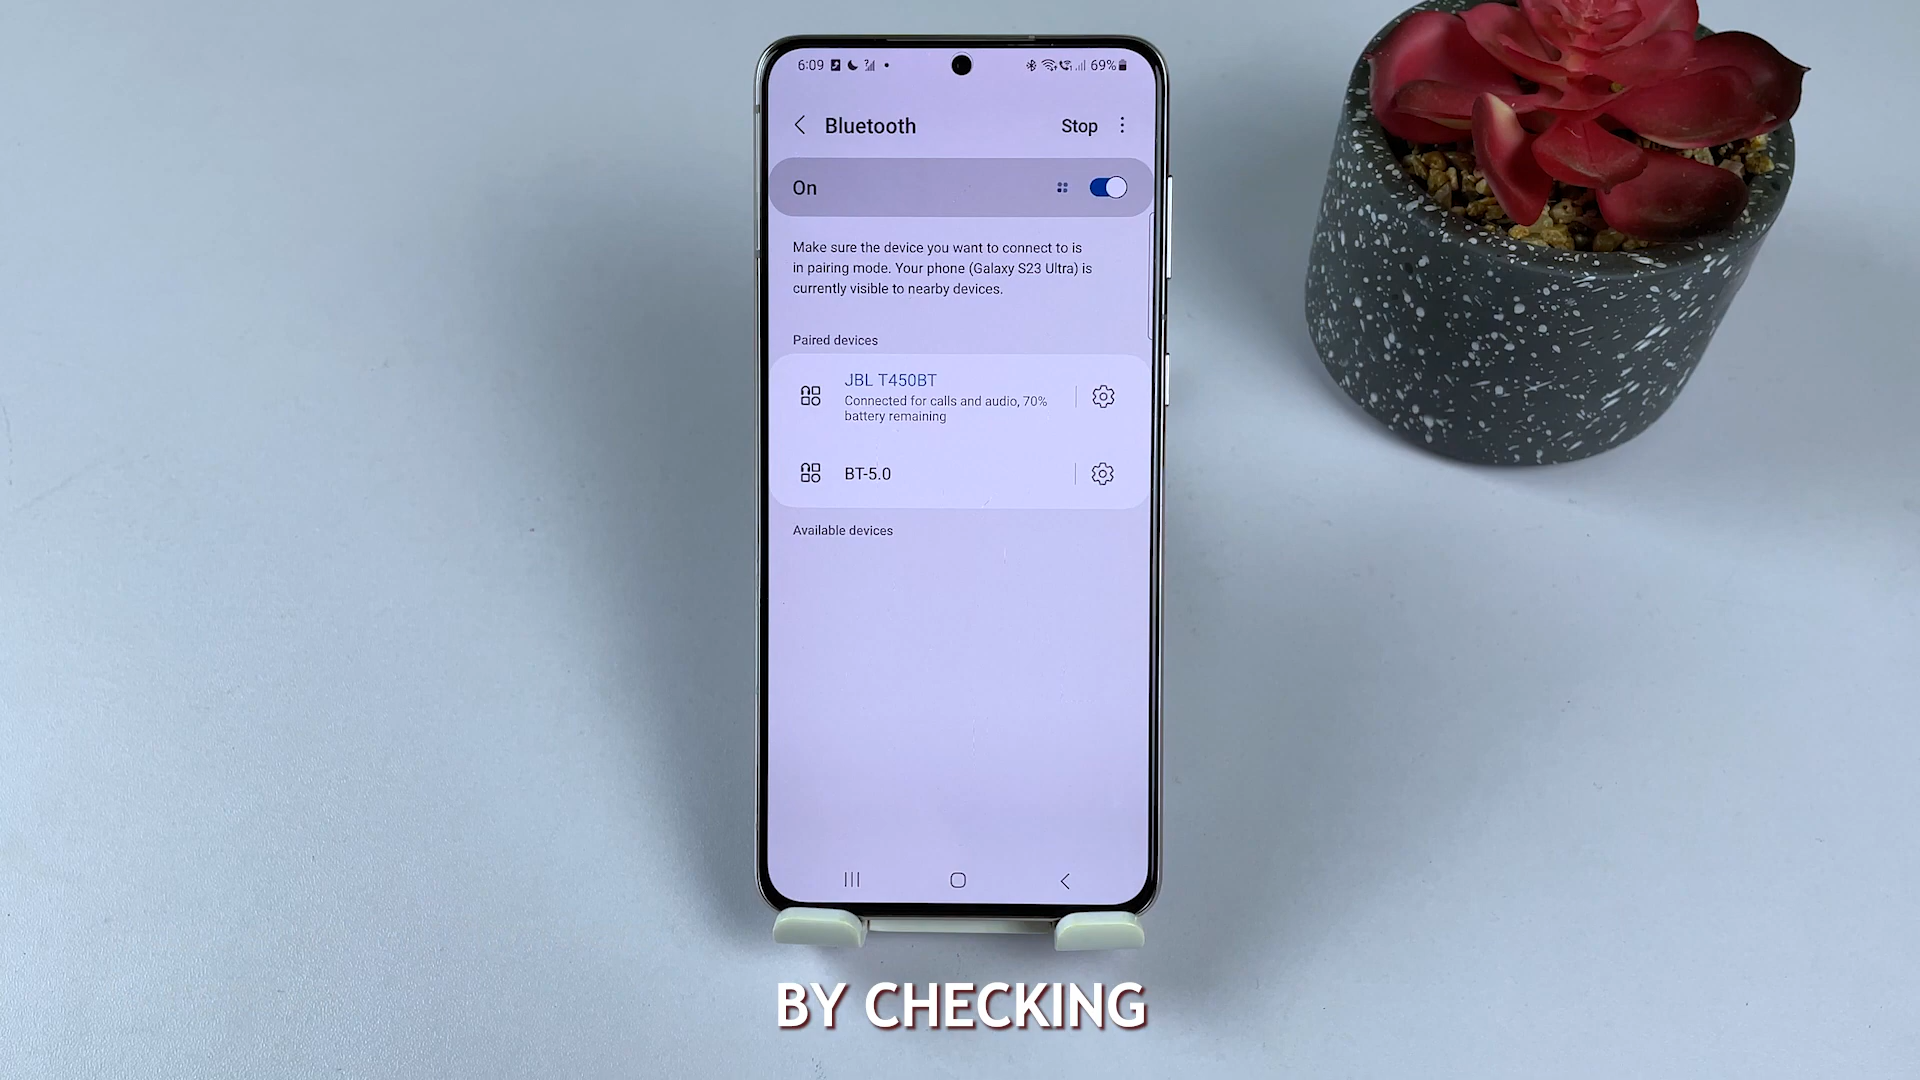 6:09
69%
Bluetooth
Stop
On
Make sure the device you want to connect to is
in pairing mode. Your phone (Galaxy S23 Ultra) is
currently visible to nearby devices.
Paired devices
JBL T450BT
Connected for calls and audio, 70%
battery remaining
BT-5.0
Available devices
BY CHECKING